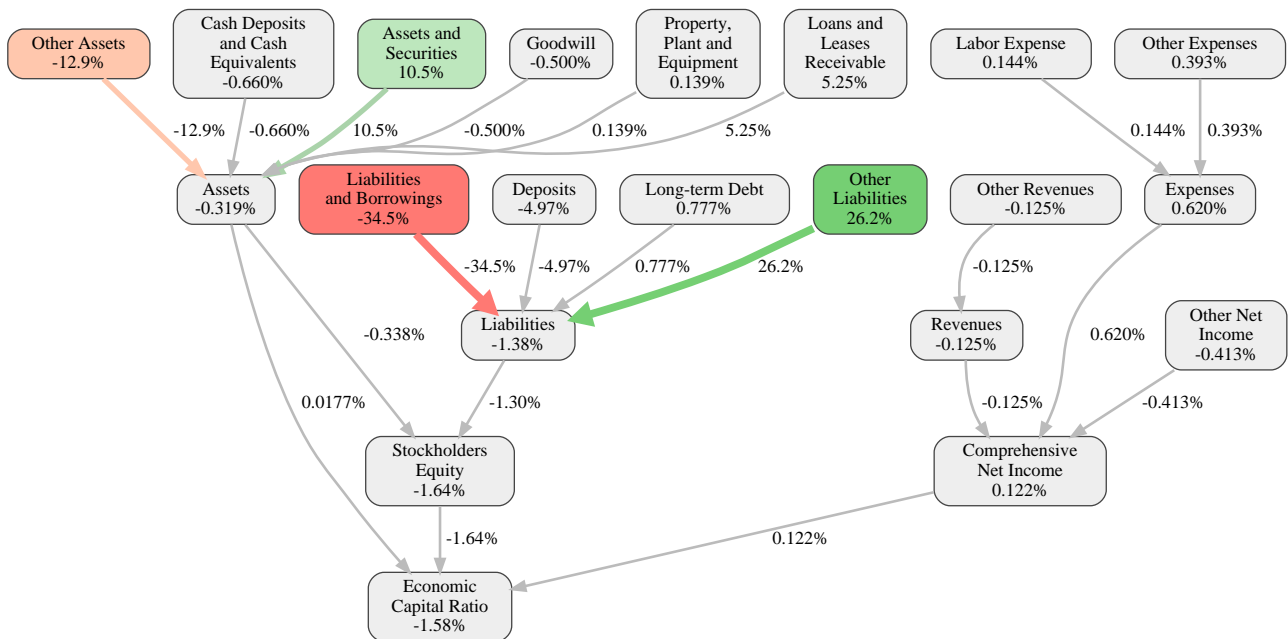 Other Assets
-12.9%
Cash Deposits
and Cash
Equivalents
-0.660%
Assets and
Securities
10.5%
Goodwill
-0.500%
Property,
Plant and
Equipment
0.139%
Loans and
Leases
Receivable
5.25%
Labor Expense
0.144%
Other Expenses
0.393%
-12.9%
-0.660%
10.5%
-0.500%
0.139%
5.25%
0.144%
0.393%
Assets
-0.319%
Liabilities
and Borrowings
-34.5%
Deposits
-4.97%
Long-term Debt
0.777%
Other
Liabilities
26.2%
Other Revenues
-0.125%
Expenses
0.620%
-34.5%
-4.97%
0.777%
26.2%
-0.125%
Liabilities
-1.38%
Revenues
-0.125%
Other Net
Income
-0.413%
-0.338%
0.620%
0.0177%
-1.30%
-0.125%
-0.413%
Stockholders
Equity
-1.64%
Comprehensive
Net Income
0.122%
-1.64%
0.122%
Economic
Capital Ratio
-1.58%